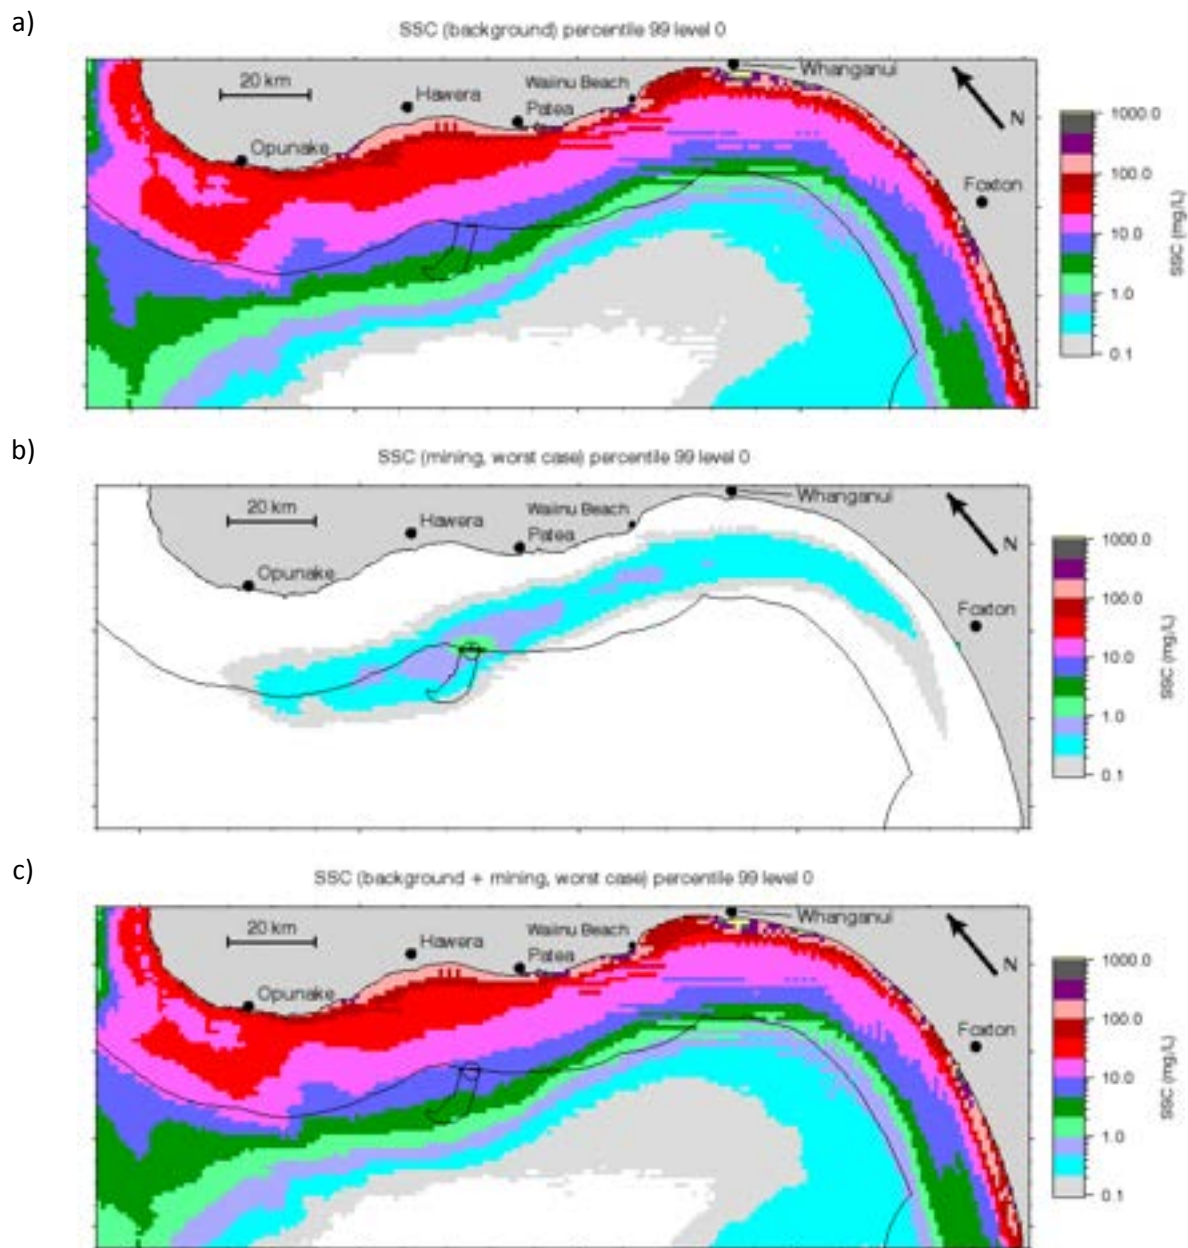 a)
SSC (background) percentile 99 level 0
20 km
Hawera
Waiinu Beach
Patea
Whanganui
Opunake
Foxton
N
1000.0
100.0
10.0
1.0
0.1
SSC (mg/L)
b)
SSC (mining, worst case) percentile 99 level 0
20 km
Hawera
Waiinu Beach
Patea
Whanganui
Opunake
Foxton
N
1000.0
100.0
10.0
1.0
0.1
SSC (mg/L)
c)
SSC (background + mining, worst case) percentile 99 level 0
20 km
Hawera
Waiinu Beach
Patea
Whanganui
Opunake
Foxton
N
1000.0
100.0
10.0
1.0
0.1
SSC (mg/L)